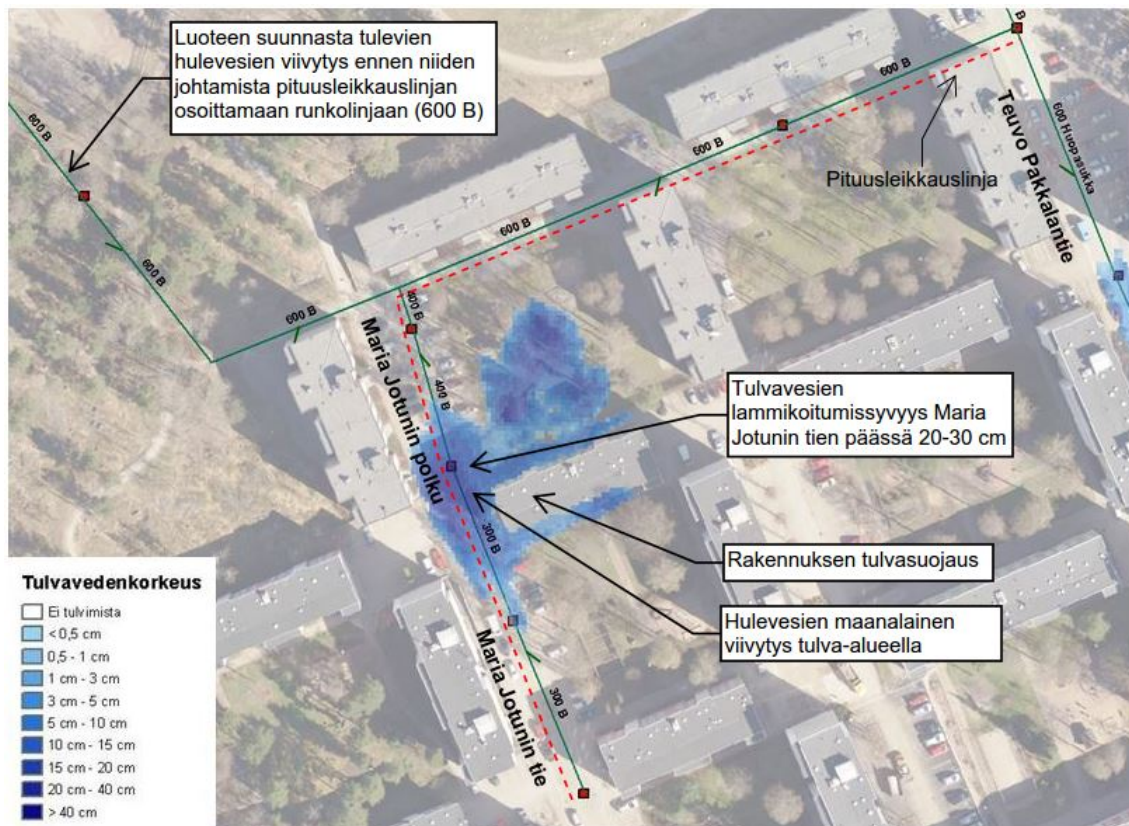 Luoteen suunnasta tulevien
hulevesien viivytys ennen niiden
johtamista pituusleikkauslinjan
osoittamaan runkolinjaan (600 B)
B
600 B
600 B
600 B
600 B
600 B
600 B
600 Huopasukka
Teuvo Pakkalantie
Pituusleikkauslinja
400 B
400 B
Maria Jotunin polku
Tulvavesien
lammikoitumissyvyys Maria
Jotunin tien päässä 20-30 cm
300 B
Rakennuksen tulvasuojaus
Hulevesien maanalainen
viivytys tulva-alueella
Maria Jotunin tie
300 B
Tulvavedenkorkeus
Ei tulvimista
< 0,5 cm
0,5 - 1 cm
1 cm - 3 cm
3 cm - 5 cm
5 cm - 10 cm
10 cm - 15 cm
15 cm - 20 cm
20 cm - 40 cm
> 40 cm